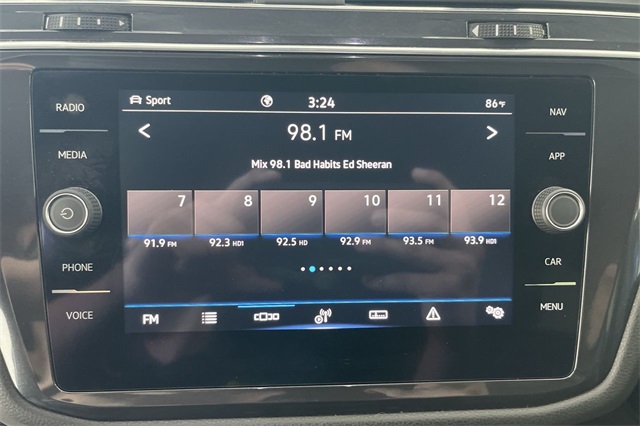 RADIO
MEDIA
PHONE
VOICE
Sport 3:24 86°F
< 98.1 FM >
Mix 98.1 Bad Habits Ed Sheeran
7 8 9 10 11 12
91.9 FM 92.3 HD1 92.5 HD 92.9 FM 93.5 FM 93.9 HD1
FM
NAV
APP
CAR
MENU